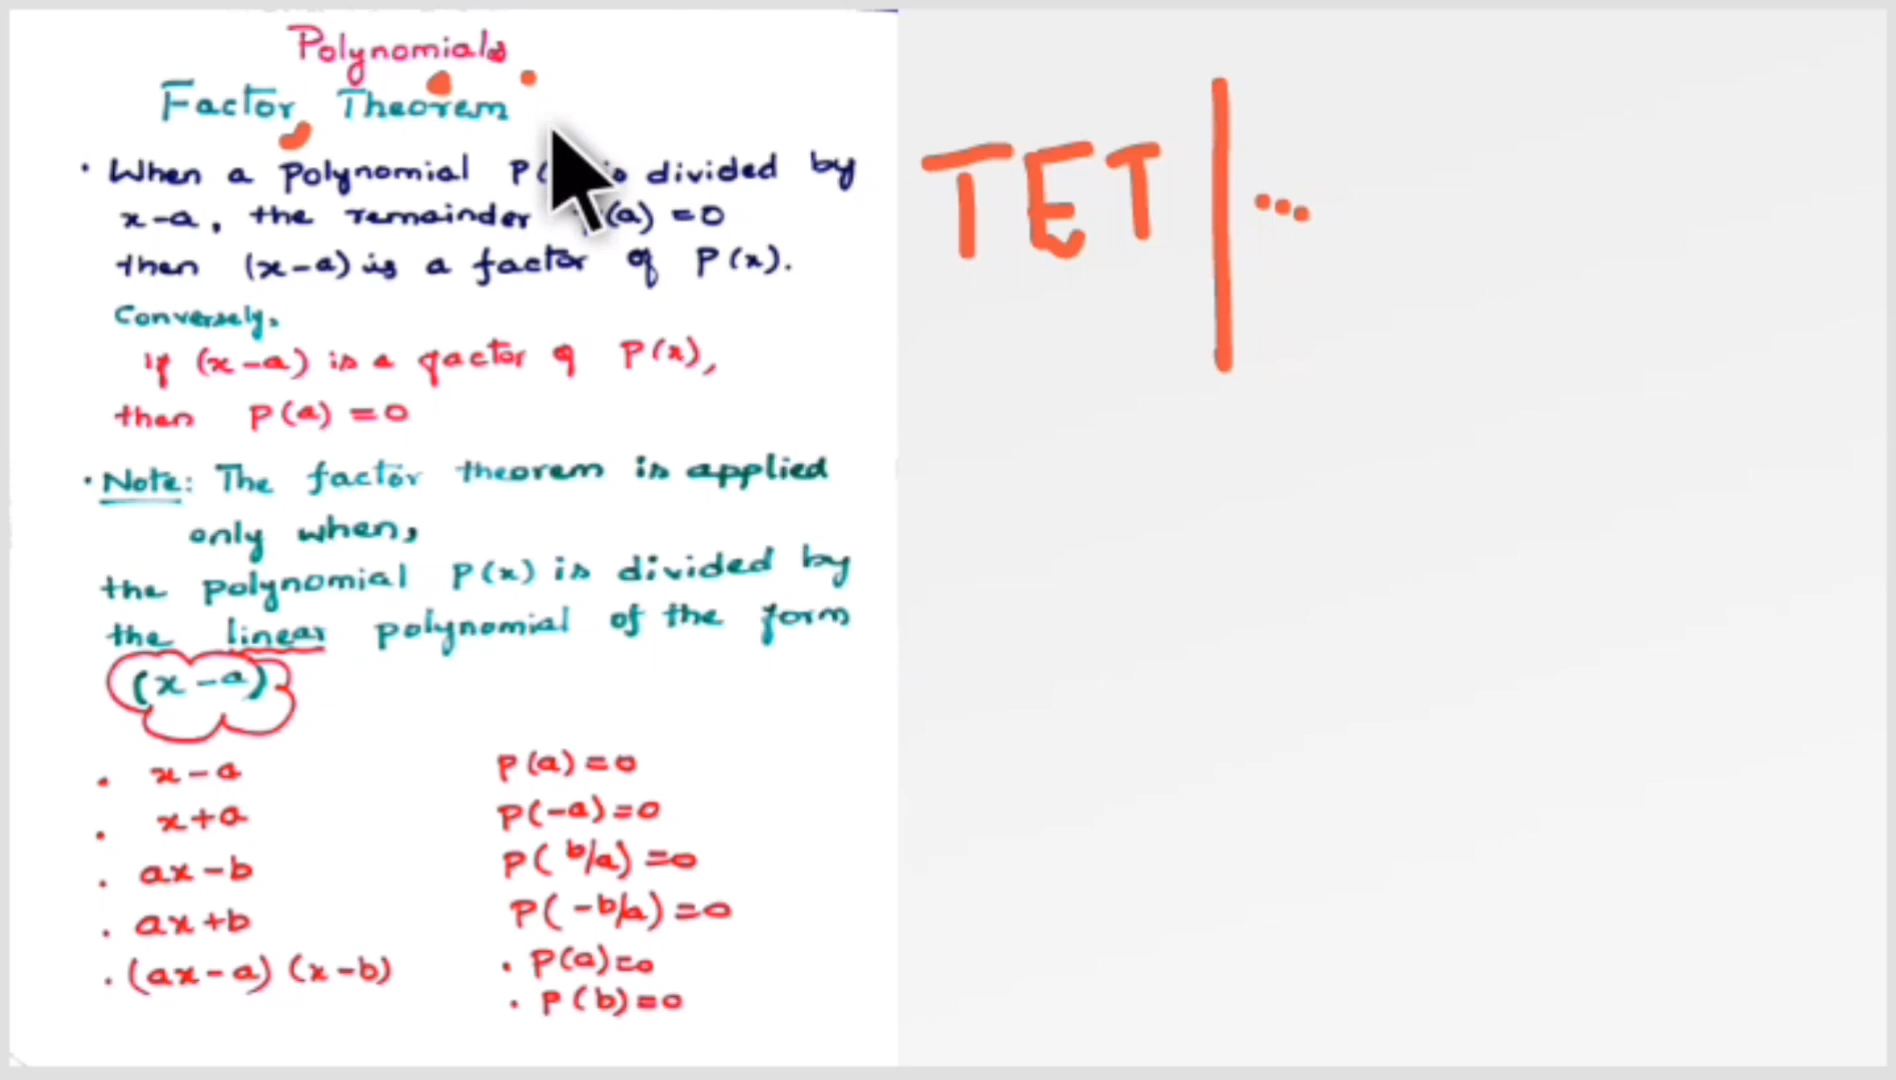 Polynomials
Factor Theorem
• When a polynomial P( is divided by
x-a, the remainder (a) =0
then (x-a) is a factor of P(x).
Conversely,
If (x-a) is a factor of P(x),
then P(a) =0
• Note: The factor theorem is applied
only when,
the polynomial P(x) is divided by
the linear polynomial of the form
(x-a)
• x-a P(a)=0
• x+a P(-a)=0
• ax-b P(b/a)=0
• ax+b P(-b/a)=0
• (ax-a) (x-b) • P(a)=0
• P(b)=0
TET | ...